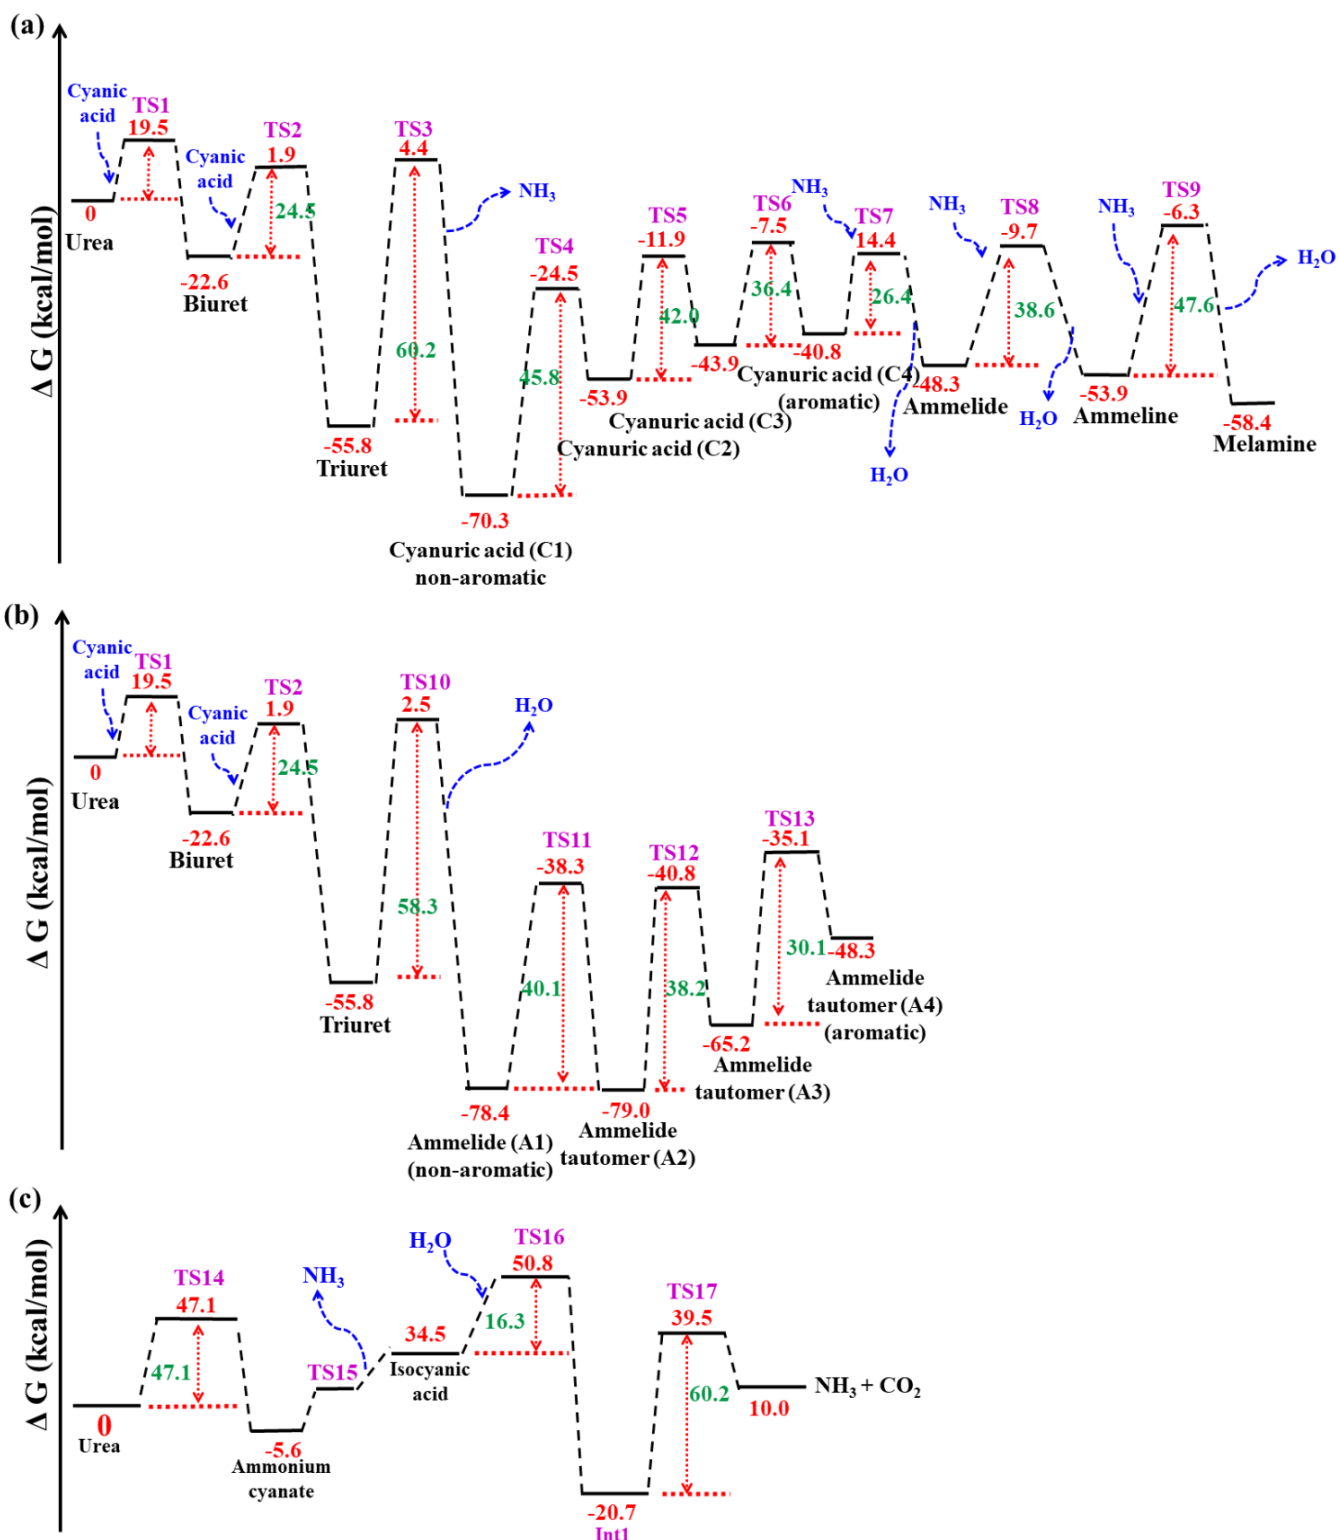 (a)
Δ G (kcal/mol)
Cyanic
acid
TS1
19.5
0
Urea
Cyanic
acid
TS2
1.9
24.5
-22.6
Biuret
TS3
4.4
60.2
NH₃
-55.8
Triuret
TS4
-24.5
45.8
-70.3
Cyanuric acid (C1)
non-aromatic
TS5
-11.9
42.0
-53.9
Cyanuric acid (C2)
TS6
-7.5
36.4
-43.9
Cyanuric acid (C3)
NH₃
TS7
14.4
26.4
-40.8
Cyanuric acid (C4)
(aromatic)
H₂O
NH₃
TS8
-9.7
38.6
-48.3
Ammelide
H₂O
NH₃
TS9
-6.3
47.6
-53.9
Ammeline
H₂O
-58.4
Melamine
(b)
Δ G (kcal/mol)
Cyanic
acid
TS1
19.5
0
Urea
Cyanic
acid
TS2
1.9
24.5
-22.6
Biuret
TS10
2.5
58.3
H₂O
-55.8
Triuret
TS11
-38.3
40.1
-78.4
Ammelide (A1)
(non-aromatic)
TS12
-40.8
38.2
-79.0
Ammelide
tautomer (A2)
TS13
-35.1
30.1
-65.2
Ammelide
tautomer (A3)
-48.3
Ammelide
tautomer (A4)
(aromatic)
(c)
Δ G (kcal/mol)
TS14
47.1
47.1
0
Urea
NH₃
TS15
-5.6
Ammonium
cyanate
H₂O
34.5
Isocyanic
acid
TS16
50.8
16.3
TS17
39.5
60.2
-20.7
Int1
NH₃ + CO₂
10.0